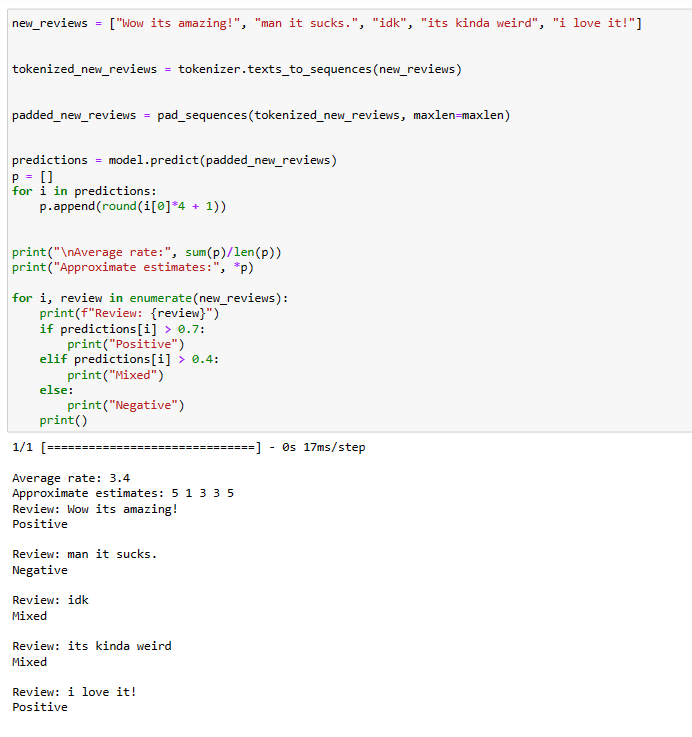 new_reviews = ["Wow its amazing!", "man it sucks.", "idk", "its kinda weird", "i love it!"]
tokenized_new_reviews = tokenizer.texts_to_sequences(new_reviews)
padded_new_reviews = pad_sequences(tokenized_new_reviews, maxlen=maxlen)
predictions = model.predict(padded_new_reviews)
p = []
for i in predictions:
    p.append(round(i[0]*4 + 1))
print("\nAverage rate:", sum(p)/len(p))
print("Approximate estimates:", *p)
for i, review in enumerate(new_reviews):
    print(f"Review: {review}")
    if predictions[i] > 0.7:
        print("Positive")
    elif predictions[i] > 0.4:
        print("Mixed")
    else:
        print("Negative")
    print()
1/1 [==============================] - 0s 17ms/step
Average rate: 3.4
Approximate estimates: 5 1 3 3 5
Review: Wow its amazing!
Positive
Review: man it sucks.
Negative
Review: idk
Mixed
Review: its kinda weird
Mixed
Review: i love it!
Positive